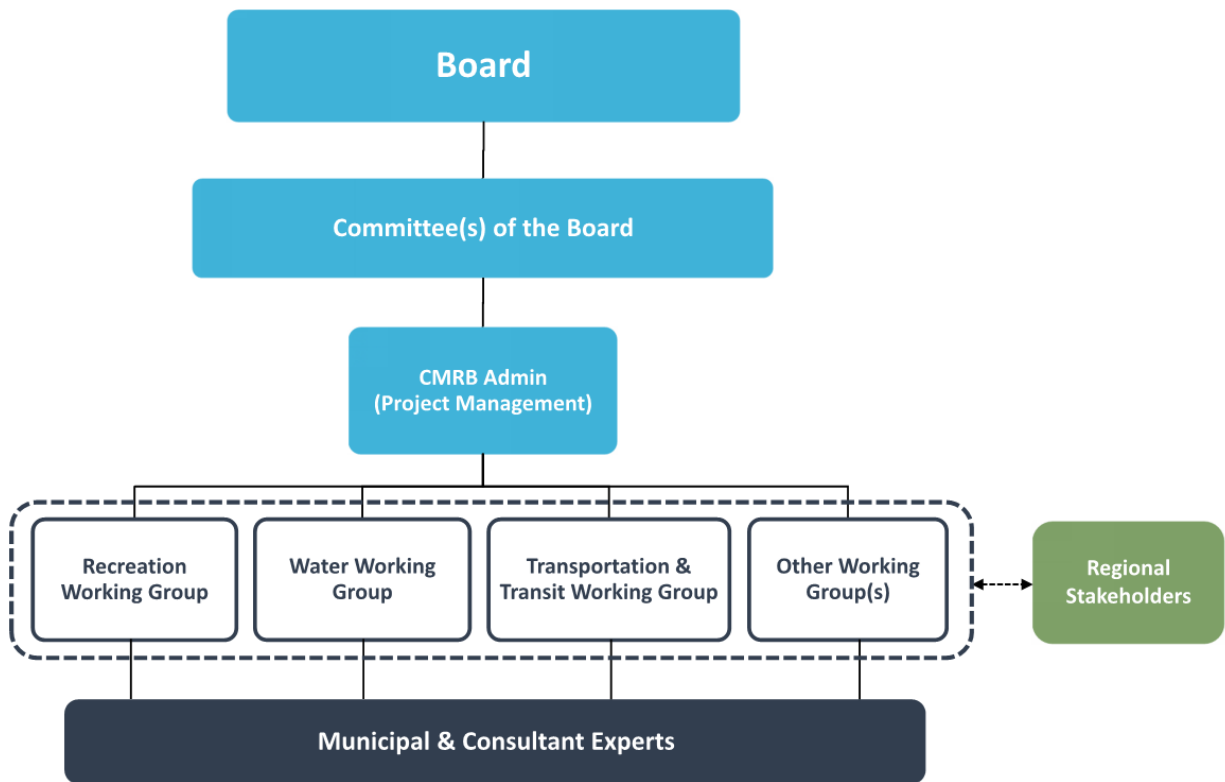 Board
Committee(s) of the Board
CMRB Admin
(Project Management)
Recreation
Working Group
Water Working
Group
Transportation &
Transit Working Group
Other Working
Group(s)
Regional
Stakeholders
Municipal & Consultant Experts